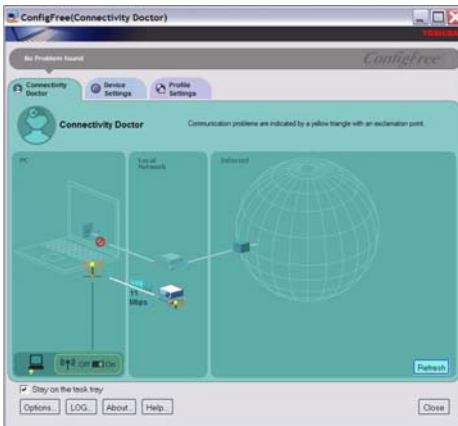 ConfigFree(Connectivity Doctor)
TOSHIBA
No Problem found
ConfigFree
Connectivity Doctor
Device Settings
Profile Settings
Connectivity Doctor
Communication problems are indicated by a yellow triangle with an exclamation point.
PC
Local Network
Internet
11 Mbps
Off On
Refresh
Stay on the task tray
Options... LOG... About... Help... Close